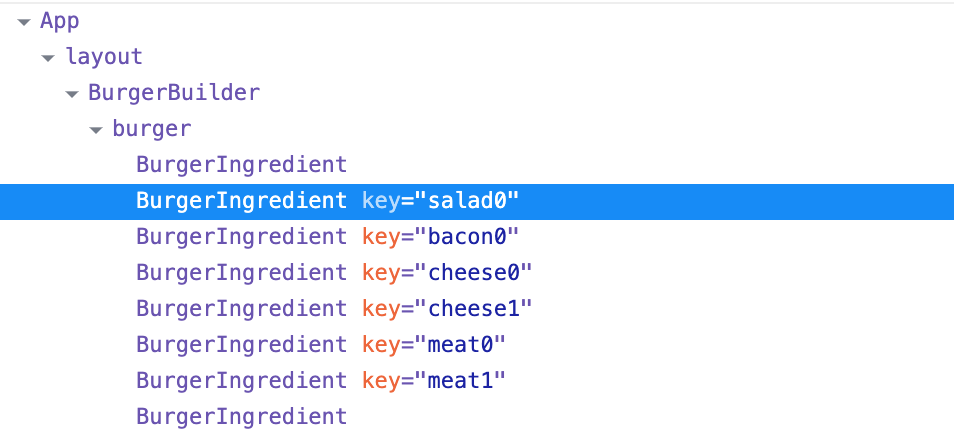 App
layout
BurgerBuilder
burger
BurgerIngredient
BurgerIngredient key="salad0"
BurgerIngredient key="bacon0"
BurgerIngredient key="cheese0"
BurgerIngredient key="cheese1"
BurgerIngredient key="meat0"
BurgerIngredient key="meat1"
BurgerIngredient